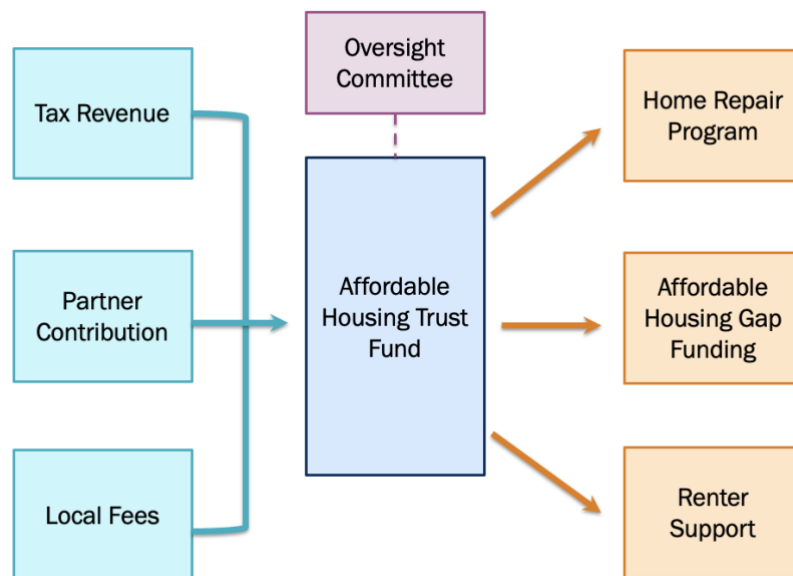 Oversight
Committee
Tax Revenue
Home Repair
Program
Partner
Contribution
Affordable
Housing Trust
Fund
Affordable
Housing Gap
Funding
Local Fees
Renter
Support